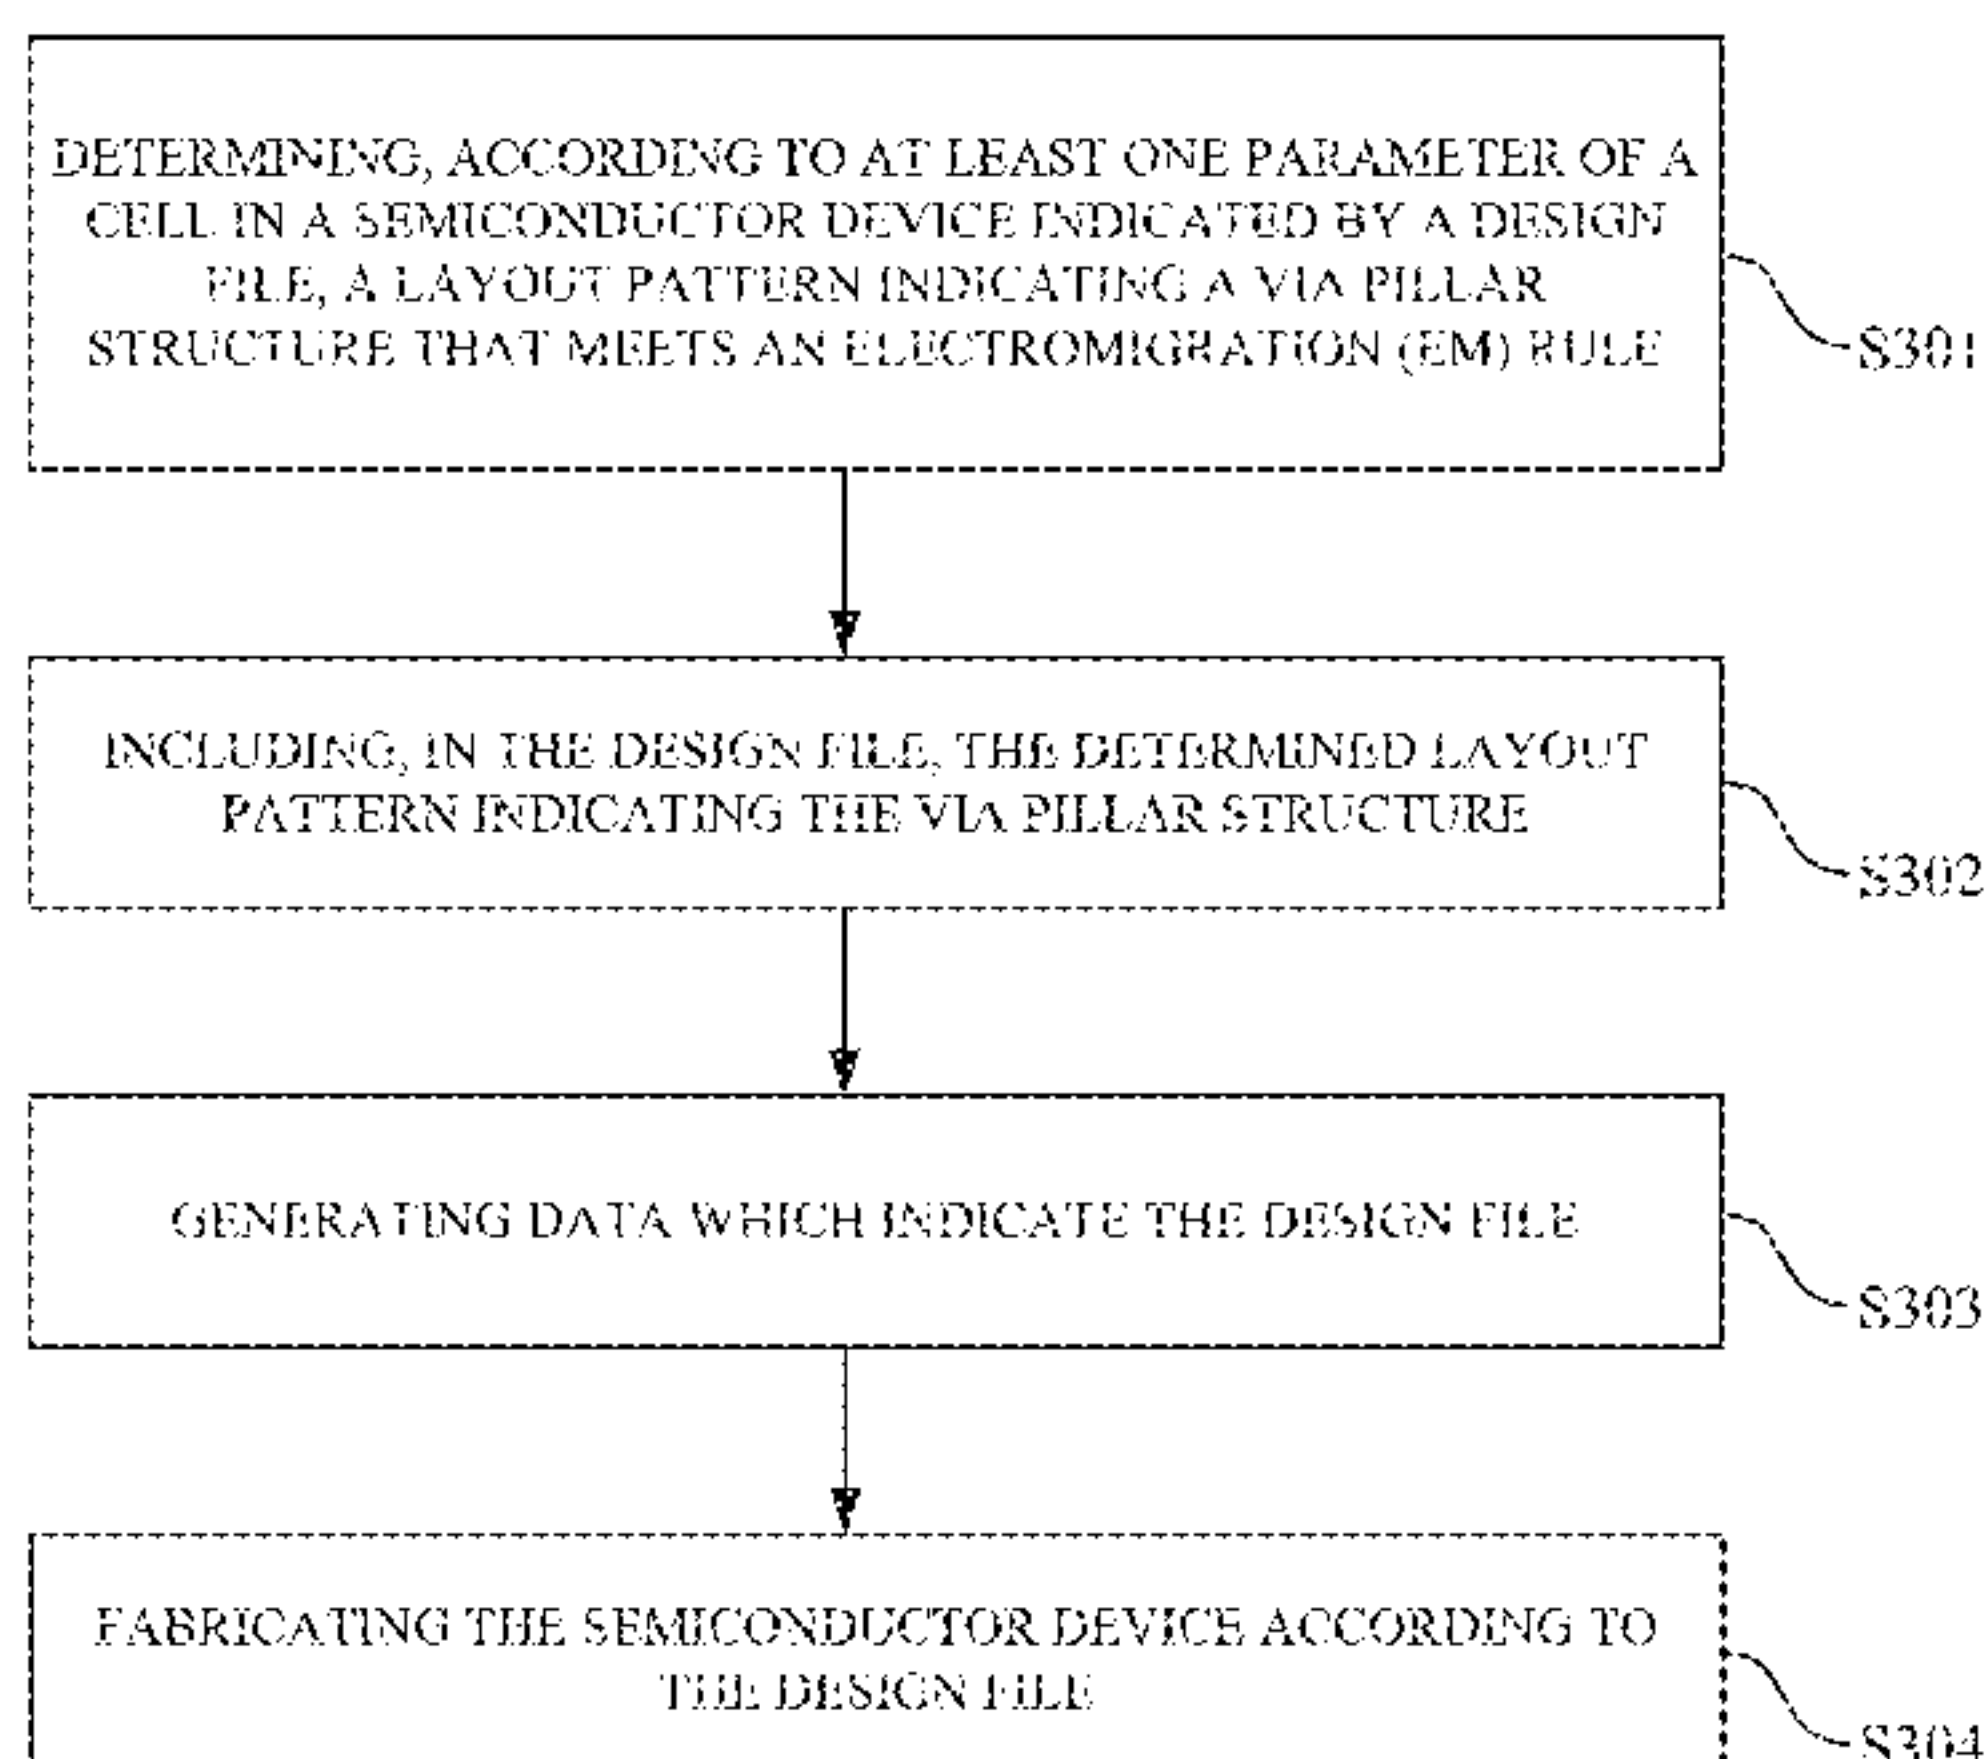 DETERMINING, ACCORDING TO AT LEAST ONE PARAMETER OF A
CELL IN A SEMICONDUCTOR DEVICE INDICATED BY A DESIGN
FILE, A LAYOUT PATTERN INDICATING A VIA PILLAR
STRUCTURE THAT MEETS AN ELECTROMIGRATION (EM) RULE
S301
INCLUDING, IN THE DESIGN FILE, THE DETERMINED LAYOUT
PATTERN INDICATING THE VIA PILLAR STRUCTURE
S302
GENERATING DATA WHICH INDICATE THE DESIGN FILE
S303
FABRICATING THE SEMICONDUCTOR DEVICE ACCORDING TO
THE DESIGN FILE
S304